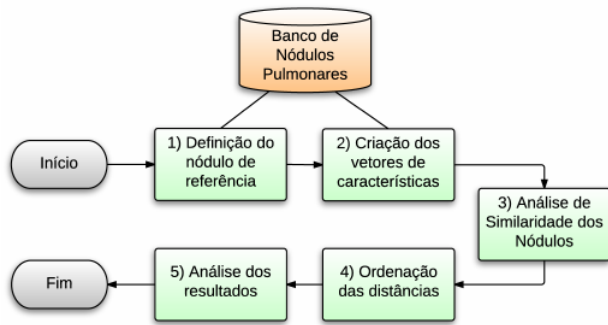 Banco de
Nódulos
Pulmonares
Início
1) Definição do
nódulo de
referência
2) Criação dos
vetores de
características
3) Análise de
Similaridade dos
Nódulos
4) Ordenação
das distâncias
5) Análise dos
resultados
Fim